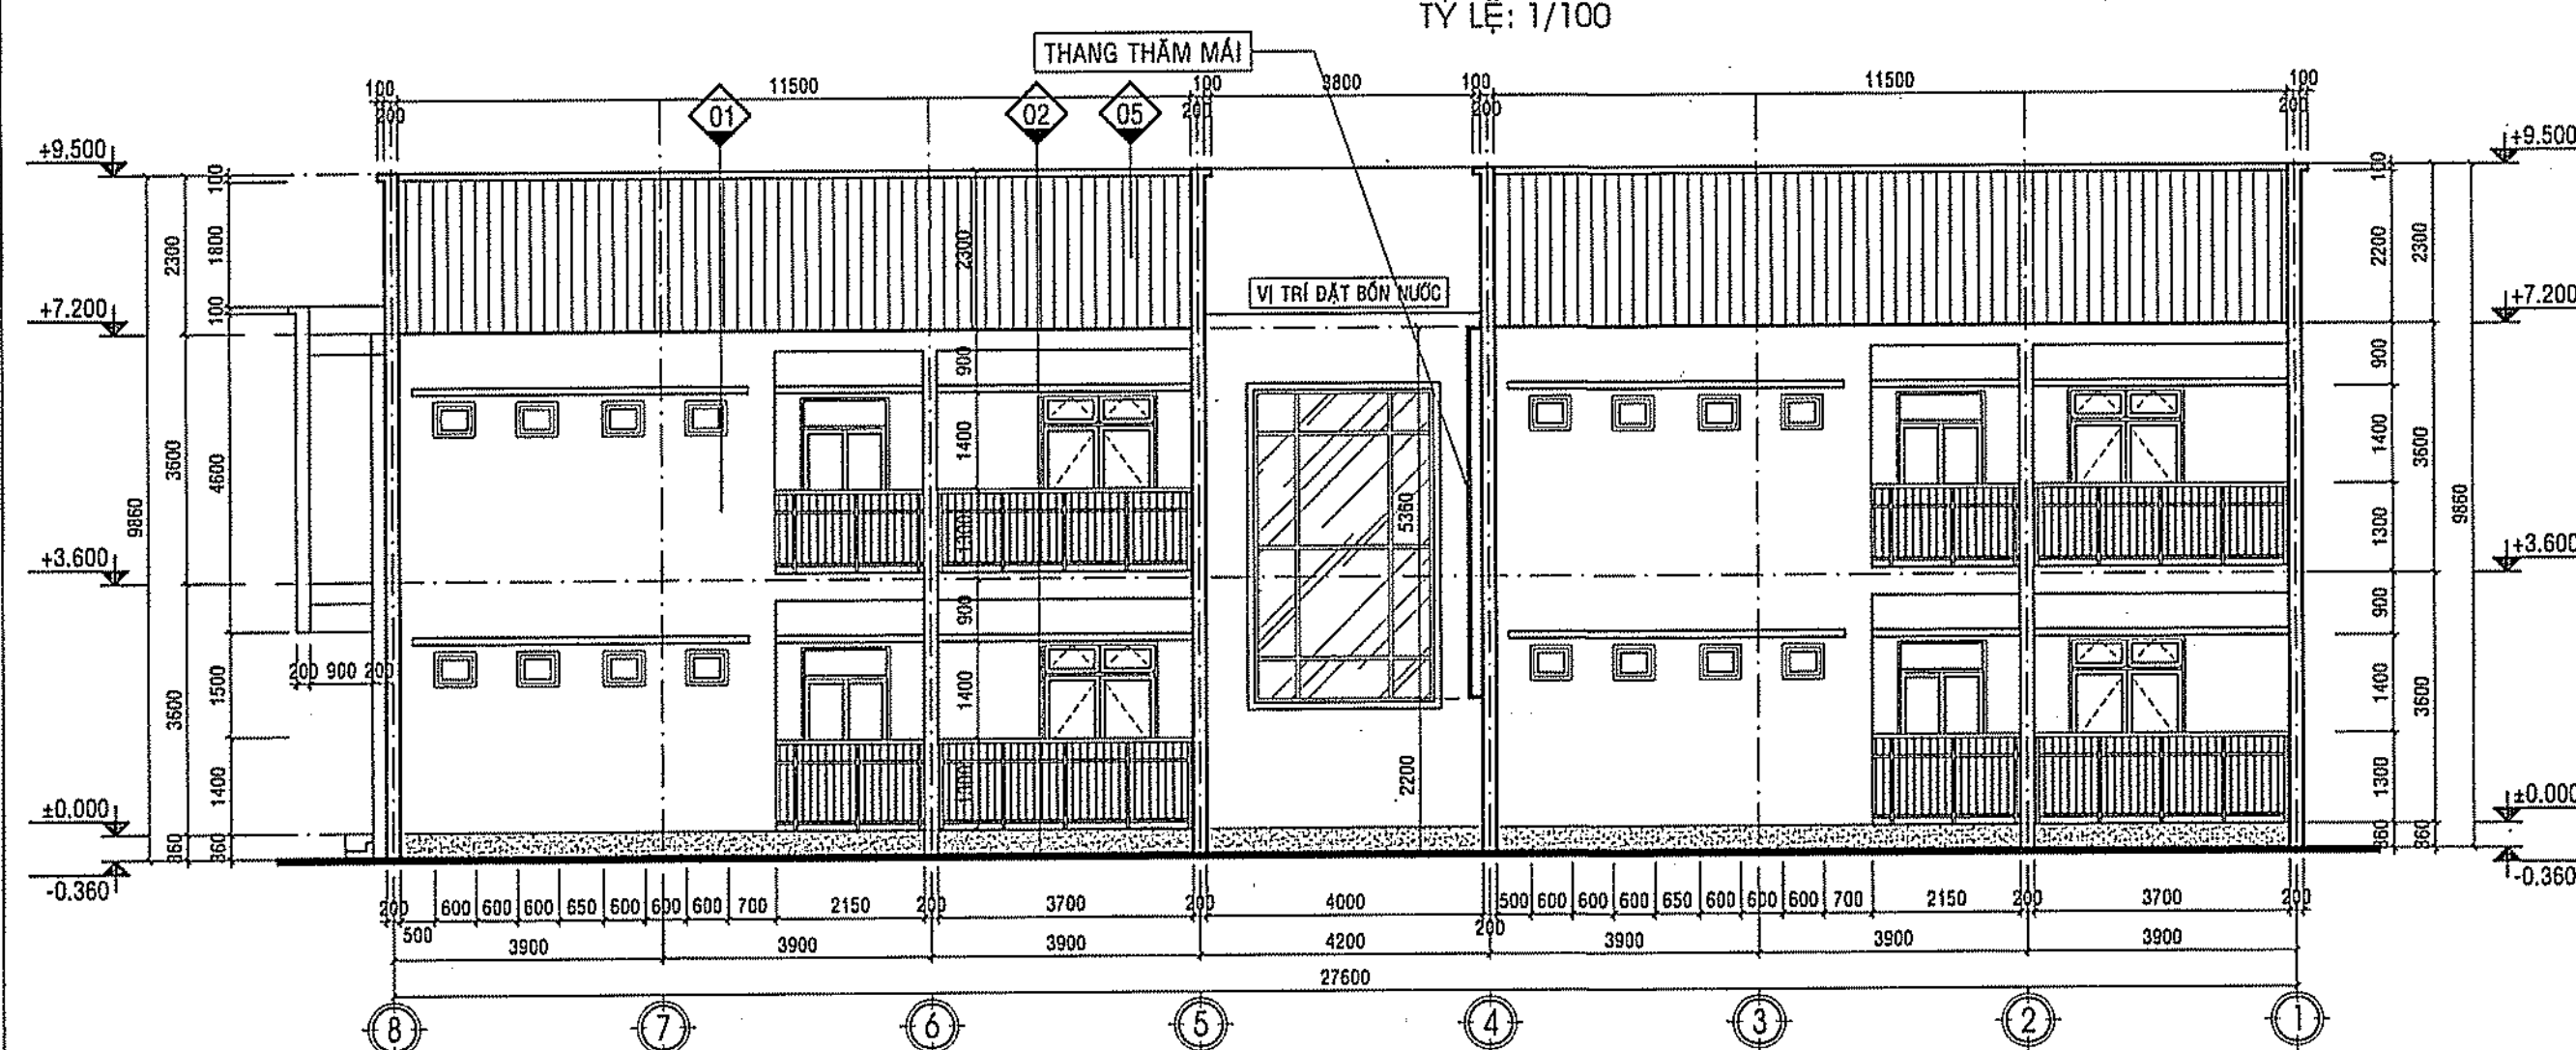 TỶ LỆ: 1/100
THANG THĂM MÁI
100 11500 100 3800 100 11500 100
200 200 200 200
01 02 05
+9.500 +9.500
100 100
2300 1800 2300 2200 2300
VỊ TRÍ ĐẶT BỒN NƯỚC
+7.200 100 +7.200
900 900
3600 4600 1400 1400 3600
9860 5360 9860
1300 1300
+3.600 +3.600
900 900
200 900 200
3600 1500 1400 1400 3600
1400 1300 2200 1300
±0.000 ±0.000
360 360 360 360
-0.360 -0.360
200 600 600 600 650 600 600 600 700 2150 200 3700 200 4000 500 600 600 600 650 600 600 600 700 2150 200 3700 200
500 200
3900 3900 3900 4200 3900 3900 3900
27600
8 7 6 5 4 3 2 1